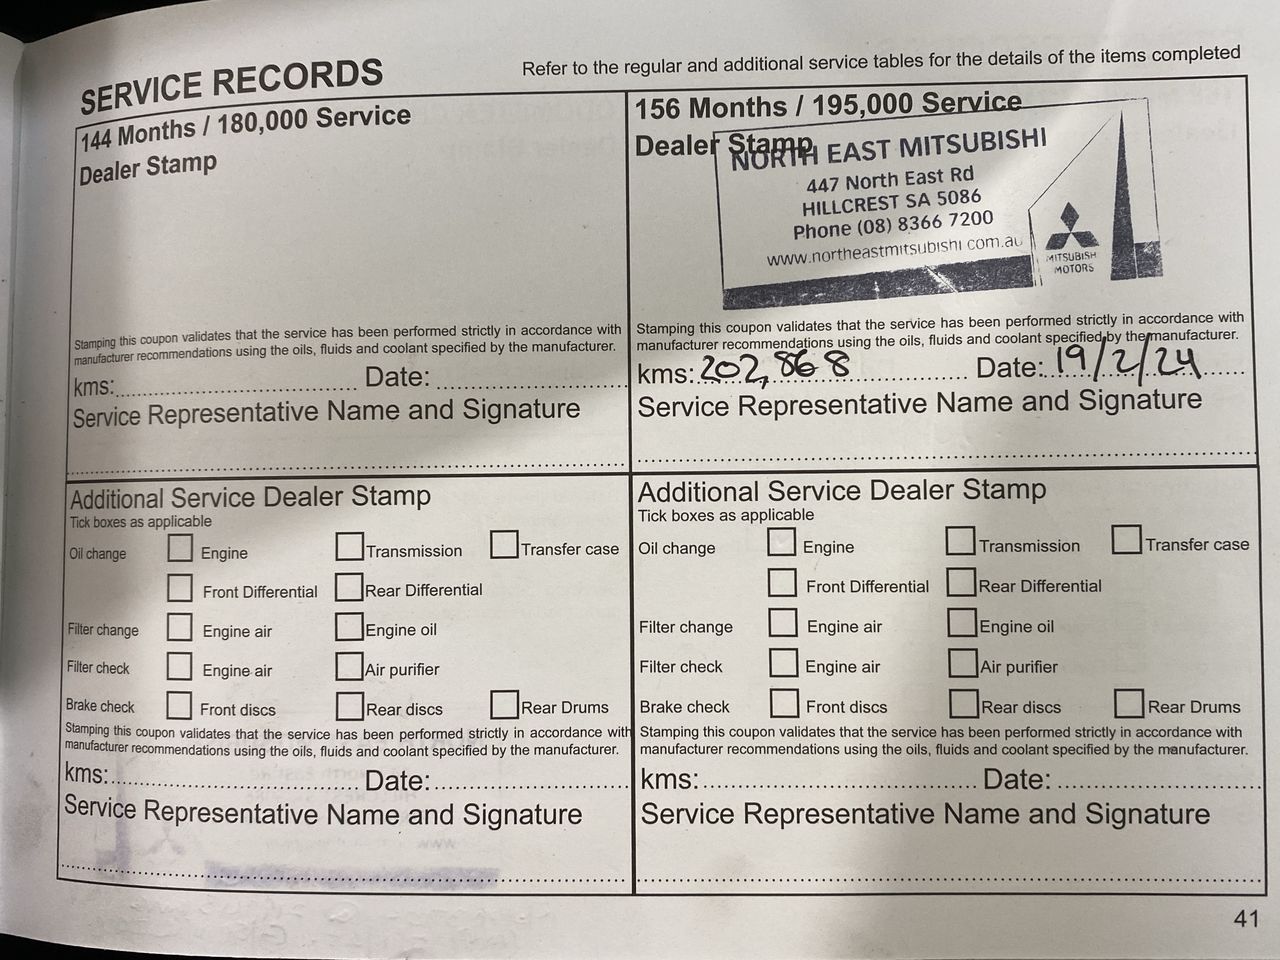 SERVICE RECORDS
Refer to the regular and additional service tables for the details of the items completed
144 Months / 180,000 Service
Dealer Stamp
Stamping this coupon validates that the service has been performed strictly in accordance with
manufacturer recommendations using the oils, fluids and coolant specified by the manufacturer.
kms: Date:
Service Representative Name and Signature
Additional Service Dealer Stamp
Tick boxes as applicable
Oil change Engine Transmission Transfer case
Front Differential Rear Differential
Filter change Engine air Engine oil
Filter check Engine air Air purifier
Brake check Front discs Rear discs Rear Drums
Stamping this coupon validates that the service has been performed strictly in accordance with
manufacturer recommendations using the oils, fluids and coolant specified by the manufacturer.
kms: Date:
Service Representative Name and Signature
156 Months / 195,000 Service
Dealer Stamp
NORTH EAST MITSUBISHI
447 North East Rd
HILLCREST SA 5086
Phone (08) 8366 7200
www.northeastmitsubishi com.au
MITSUBISH
MOTORS
Stamping this coupon validates that the service has been performed strictly in accordance with
manufacturer recommendations using the oils, fluids and coolant specified by the manufacturer.
kms: 202,868 Date: 19/2/24
Service Representative Name and Signature
Additional Service Dealer Stamp
Tick boxes as applicable
Oil change Engine Transmission Transfer case
Front Differential Rear Differential
Filter change Engine air Engine oil
Filter check Engine air Air purifier
Brake check Front discs Rear discs Rear Drums
Stamping this coupon validates that the service has been performed strictly in accordance with
manufacturer recommendations using the oils, fluids and coolant specified by the manufacturer.
kms: Date:
Service Representative Name and Signature
41